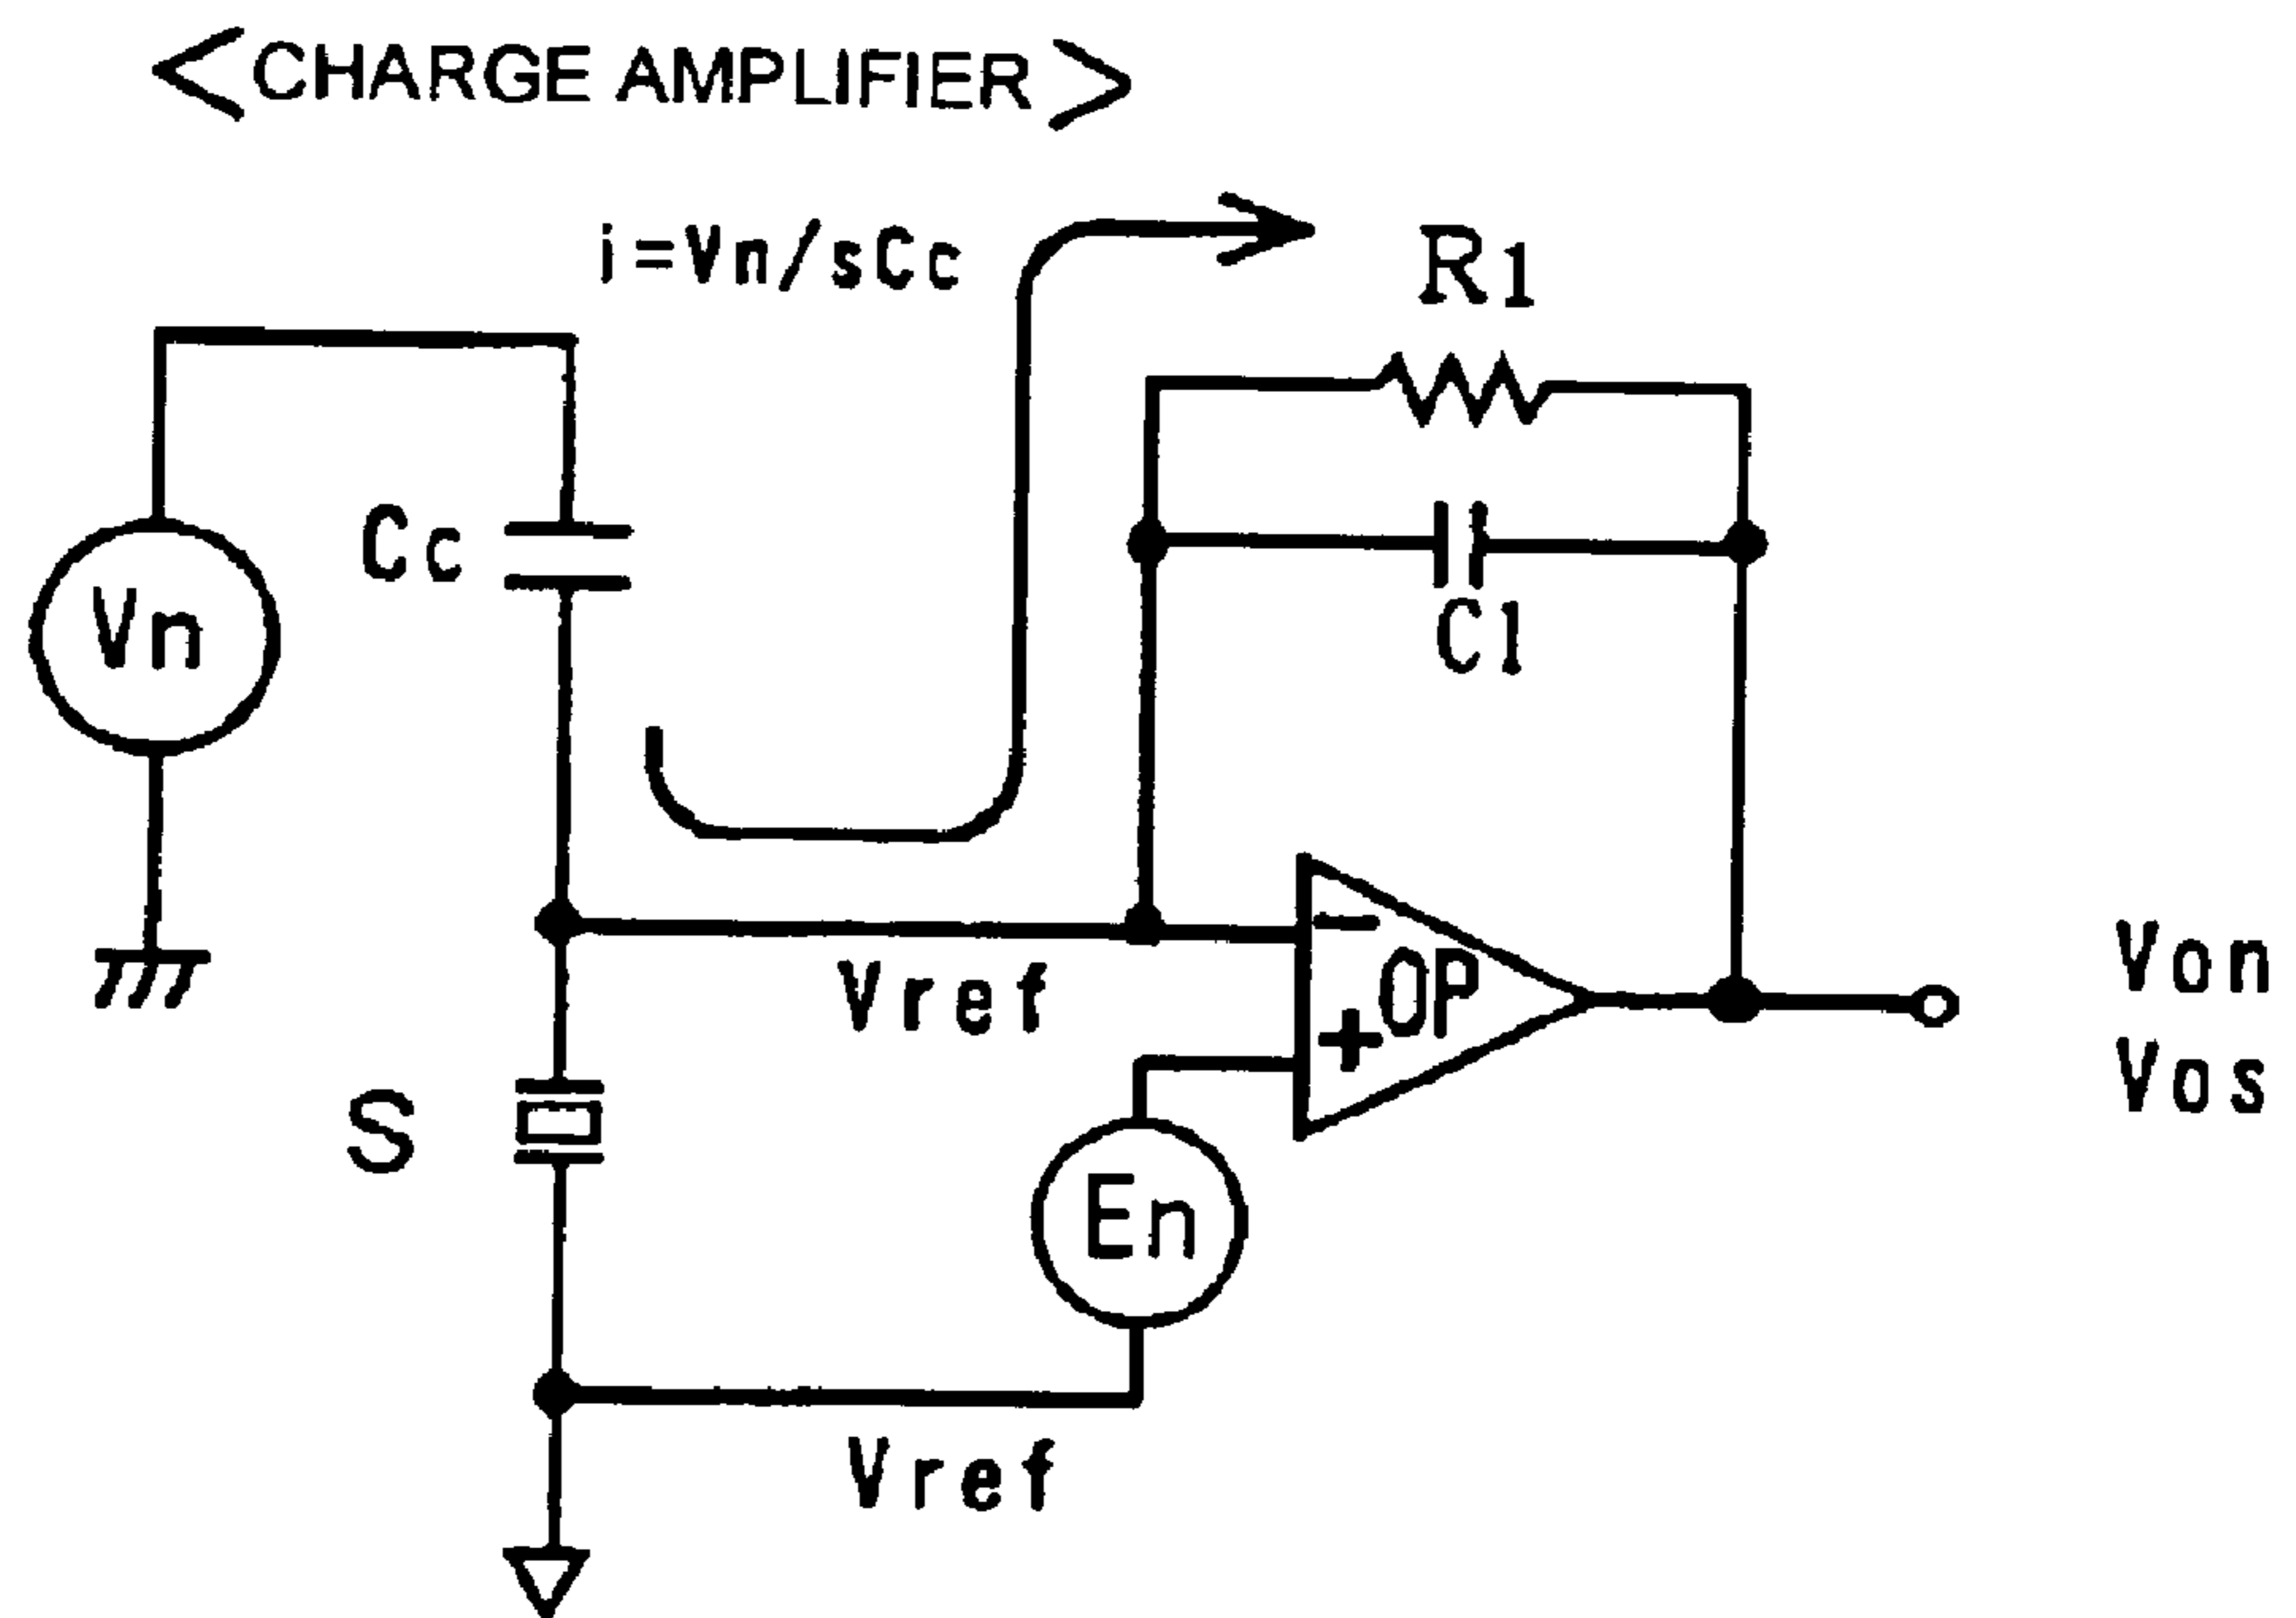 <CHARGE AMPLIFIER>
i=Vn/sCc
R1
Cc
Vn
C1
Vref
-
OP
+
Von
Vos
S
En
Vref